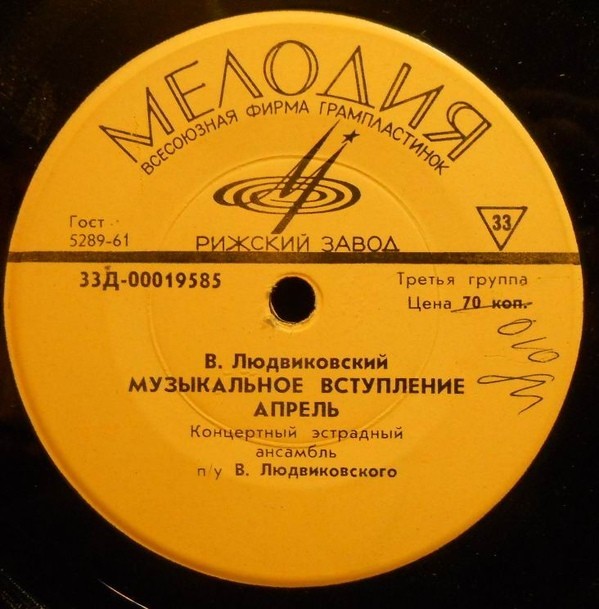 МЕЛОДИЯ
ВСЕСОЮЗНАЯ ФИРМА ГРАМПЛАСТИНОК
Гост
5289-61
РИЖСКИЙ ЗАВОД
33
33Д-00019585
Третья группа
Цена 70 коп.
В. Людвиковский
МУЗЫКАЛЬНОЕ ВСТУПЛЕНИЕ
АПРЕЛЬ
Концертный эстрадный
ансамбль
п/у В. Людвиковского